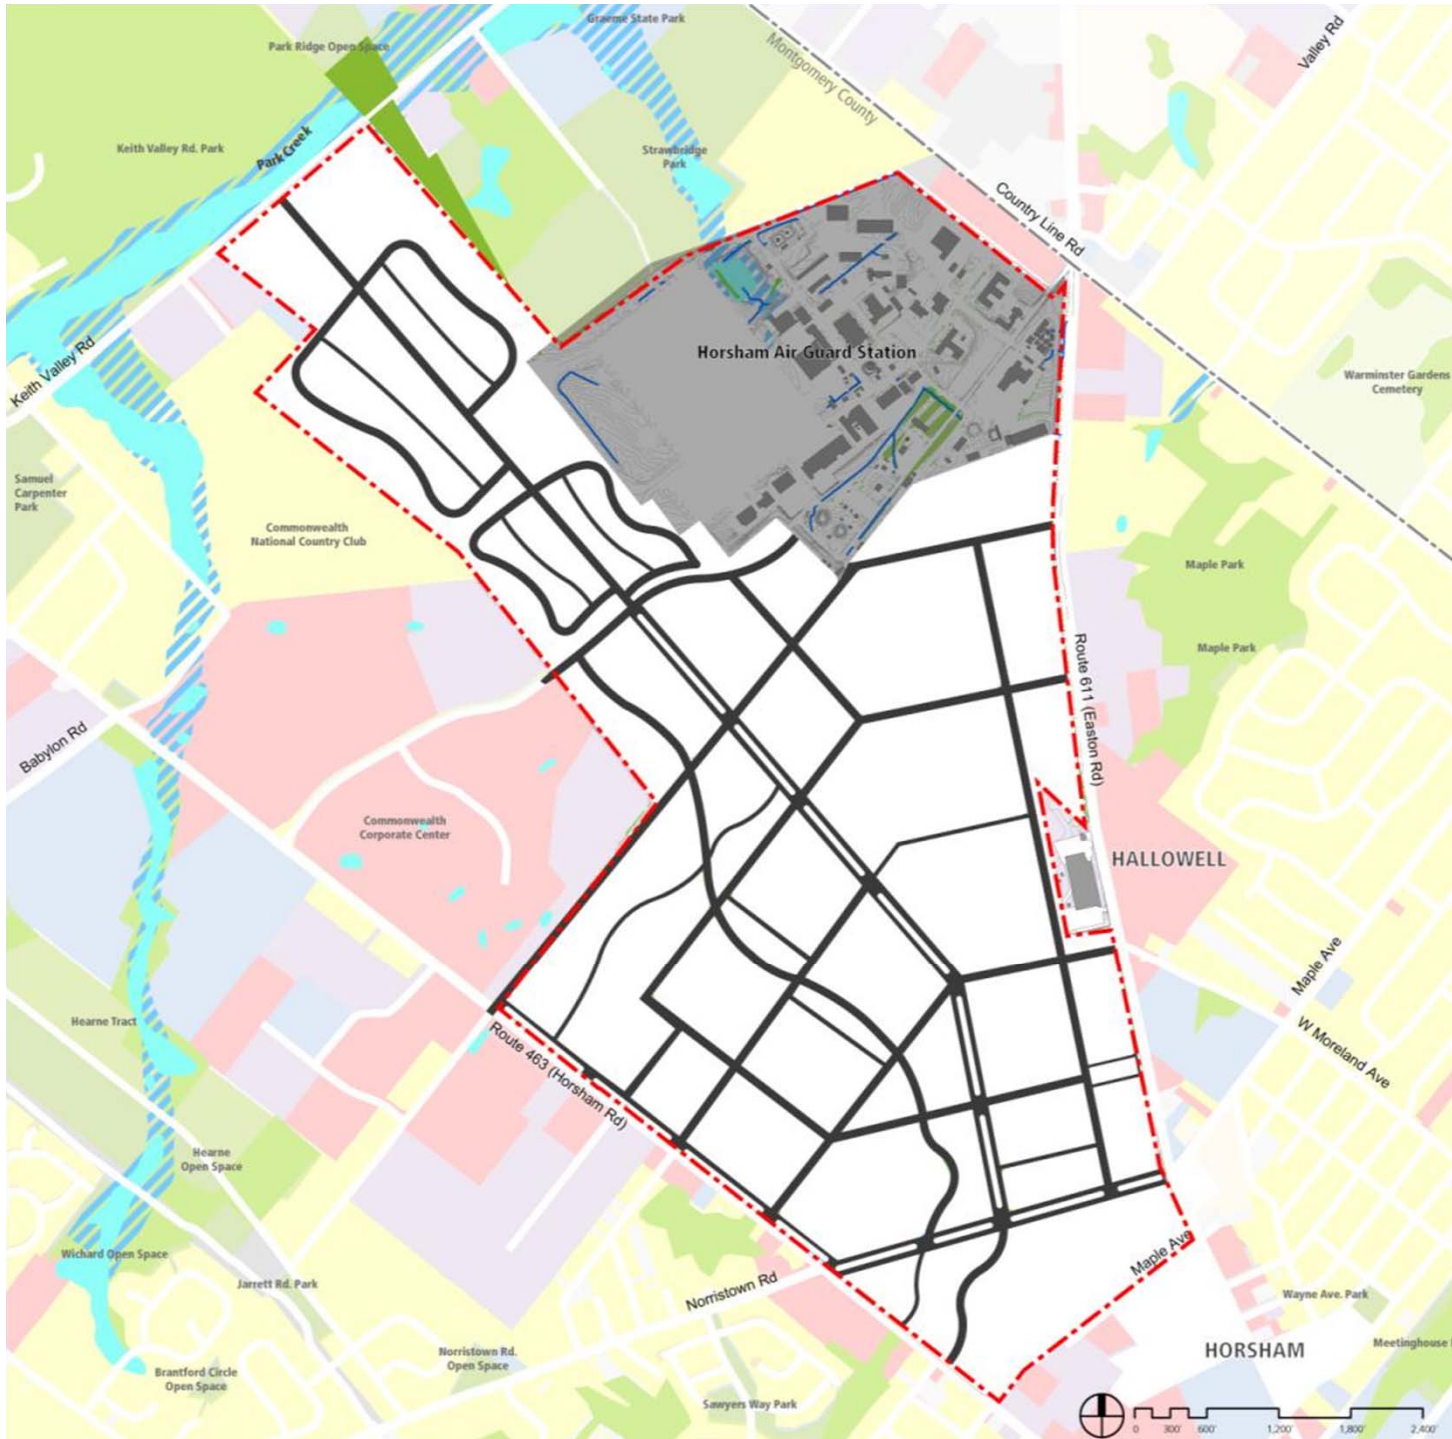 Graeme State Park
Park Ridge Open Space
Valley Rd
Montgomery County
Keith Valley Rd. Park
Park Creek
Strawbridge
Park
Country Line Rd
Horsham Air Guard Station
Keith Valley Rd
Warminster Gardens
Cemetery
Samuel
Carpenter
Park
Commonwealth
National Country Club
Maple Park
Maple Park
Route 611 (Easton Rd)
Babylon Rd
Commonwealth
Corporate Center
HALLOWELL
Maple Ave
Hearne Tract
Route 463 (Horsham Rd)
W Moreland Ave
Hearne
Open Space
Wichard Open Space
Jarrett Rd. Park
Norristown Rd
Maple Ave
Wayne Ave. Park
Norristown Rd.
Open Space
HORSHAM
Meetinghouse
Brantford Circle
Open Space
Sawyers Way Park
0 300' 600' 1,200' 1,800' 2,400'